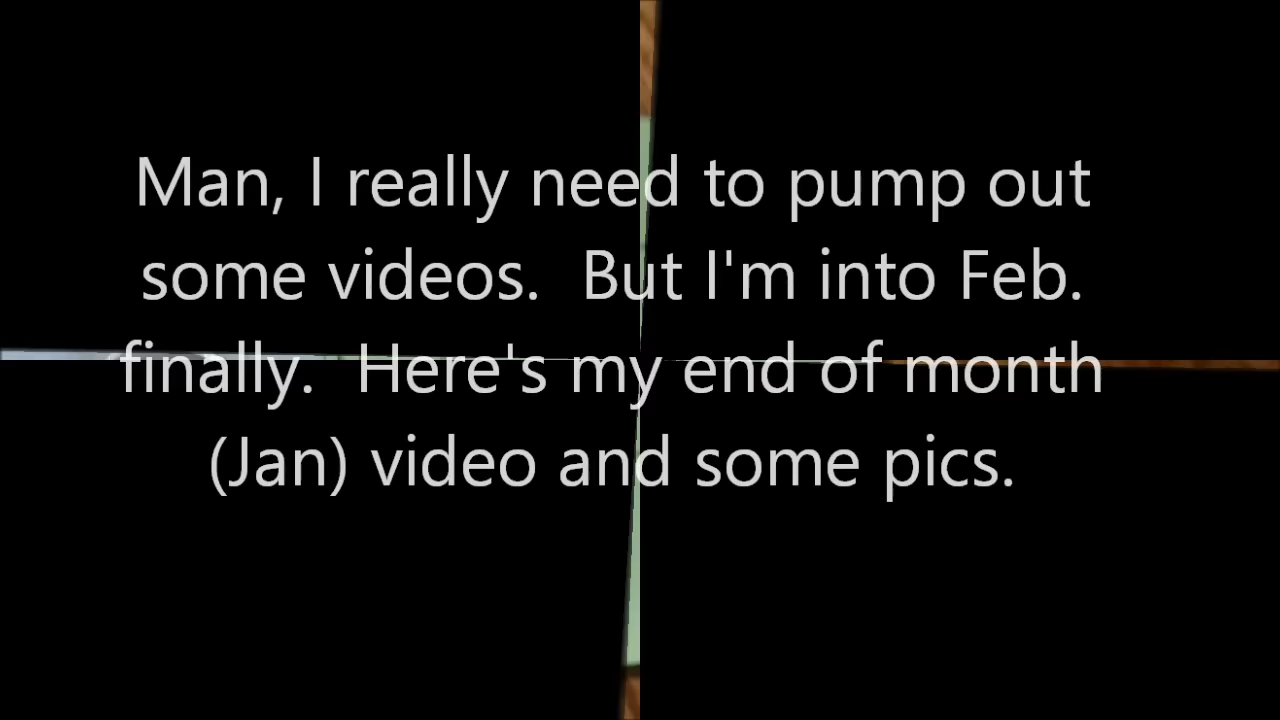 Man, I really need to pump out
some videos.  But I'm into Feb.
finally.  Here's my end of month
(Jan) video and some pics.